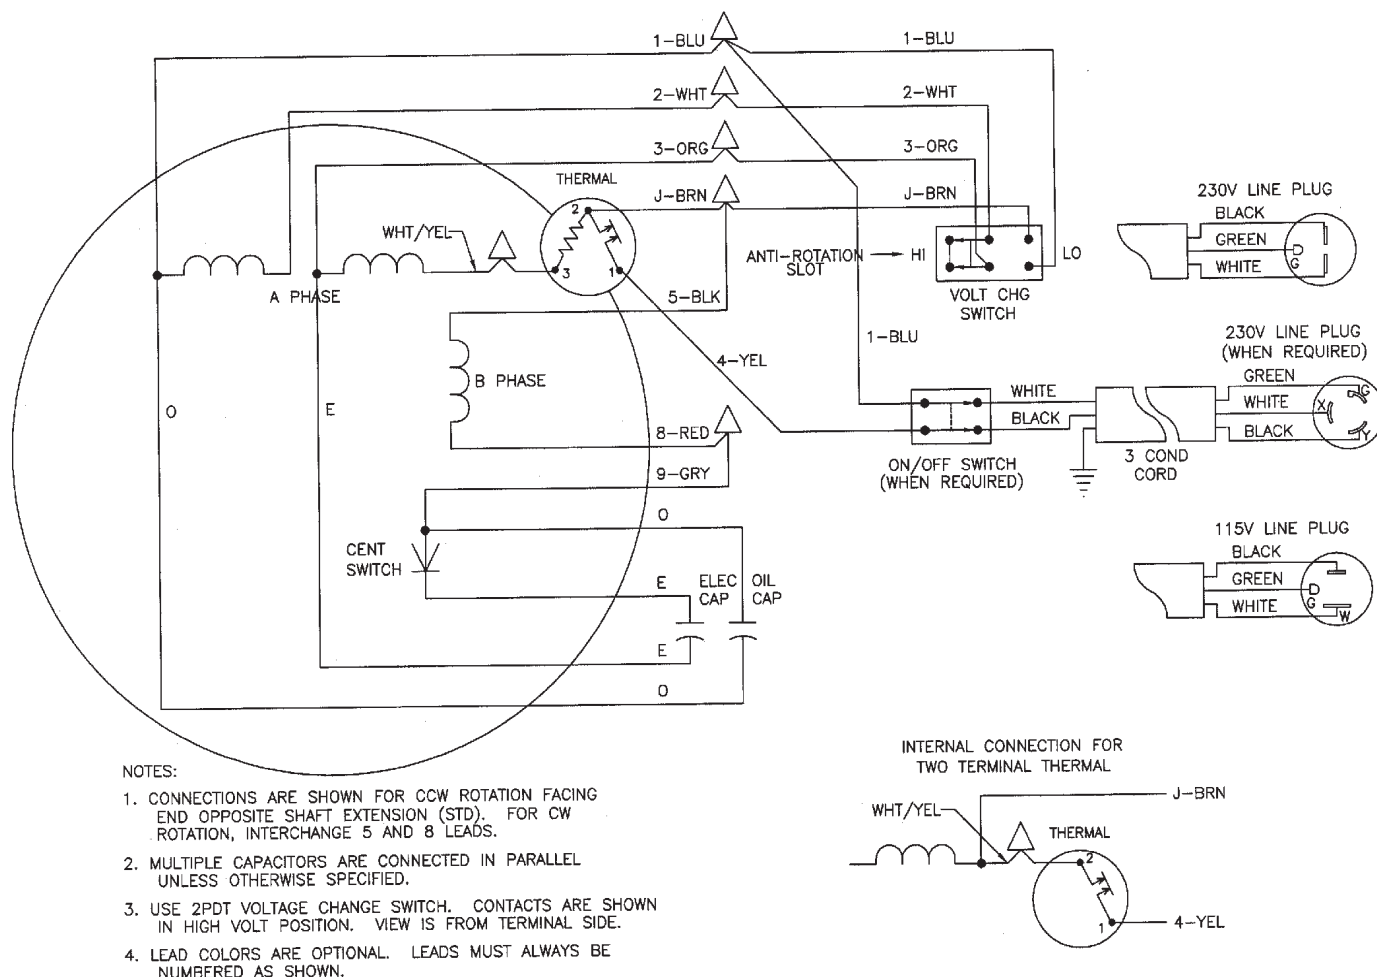 1-BLU
1-BLU
2-WHT
2-WHT
3-ORG
3-ORG
THERMAL
J-BRN
J-BRN
230V LINE PLUG
BLACK
GREEN
G
WHITE
2
3
1
WHT/YEL
ANTI-ROTATION
SLOT
HI
LO
A PHASE
5-BLK
VOLT CHG
SWITCH
1-BLU
4-YEL
230V LINE PLUG
(WHEN REQUIRED)
GREEN
G
WHITE
X
BLACK
Y
B PHASE
WHITE
BLACK
O
E
8-RED
ON/OFF SWITCH
(WHEN REQUIRED)
3 COND
CORD
9-GRY
O
115V LINE PLUG
BLACK
GREEN
G
WHITE
W
CENT
SWITCH
E
ELEC
CAP
OIL
CAP
E
O
NOTES:
1. CONNECTIONS ARE SHOWN FOR CCW ROTATION FACING
END OPPOSITE SHAFT EXTENSION (STD). FOR CW
ROTATION, INTERCHANGE 5 AND 8 LEADS.
2. MULTIPLE CAPACITORS ARE CONNECTED IN PARALLEL
UNLESS OTHERWISE SPECIFIED.
3. USE 2PDT VOLTAGE CHANGE SWITCH. CONTACTS ARE SHOWN
IN HIGH VOLT POSITION. VIEW IS FROM TERMINAL SIDE.
4. LEAD COLORS ARE OPTIONAL. LEADS MUST ALWAYS BE
NUMBERED AS SHOWN.
INTERNAL CONNECTION FOR
TWO TERMINAL THERMAL
J-BRN
WHT/YEL
THERMAL
2
1
4-YEL